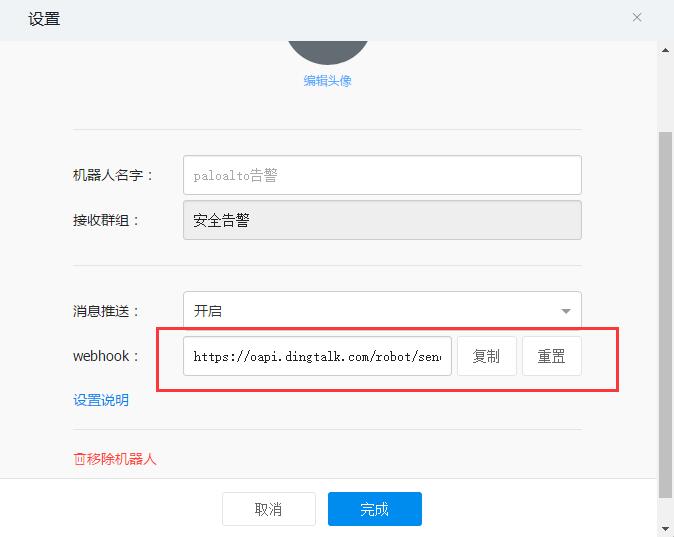 设置
编辑头像
机器人名字：
paloalto告警
接收群组：
安全告警
消息推送：
开启
webhook：
https://oapi.dingtalk.com/robot/sen
复制
重置
设置说明
移除机器人
取消
完成